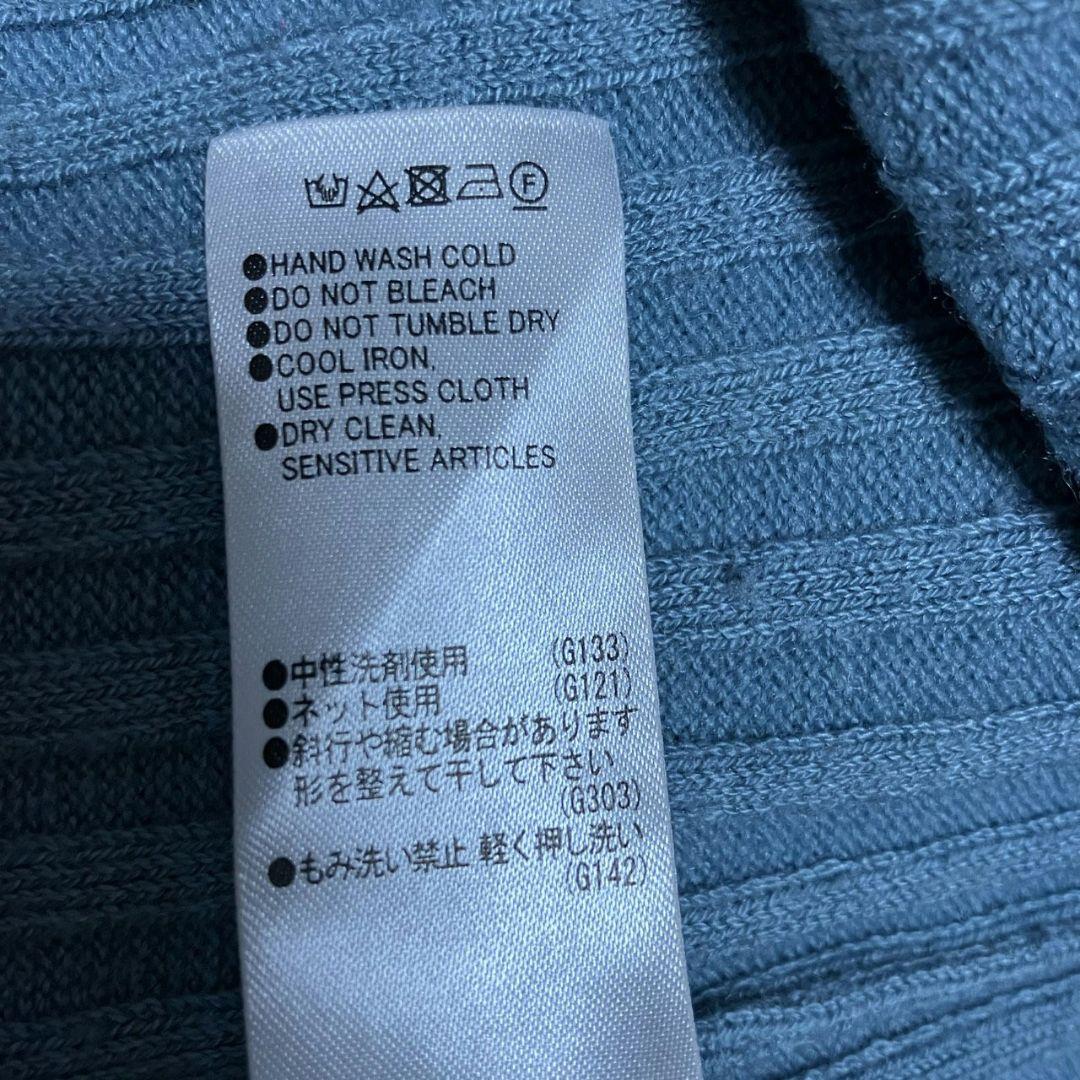 F
●HAND WASH COLD
●DO NOT BLEACH
●DO NOT TUMBLE DRY
●COOL IRON,
USE PRESS CLOTH
●DRY CLEAN,
SENSITIVE ARTICLES
●中性洗剤使用 (G133)
●ネット使用 (G121)
●斜行や縮む場合があります
形を整えて干して下さい
(G303)
●もみ洗い禁止 軽く押し洗い
(G142)